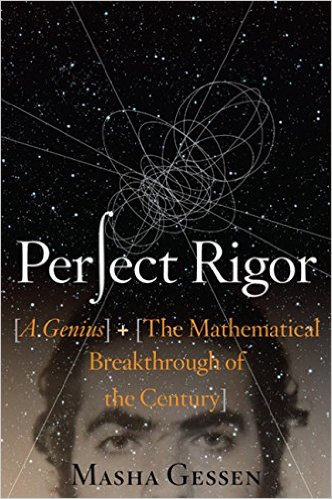 Perfect Rigor
[A Genius] + [The Mathematical
Breakthrough of
the Century]
Masha Gessen